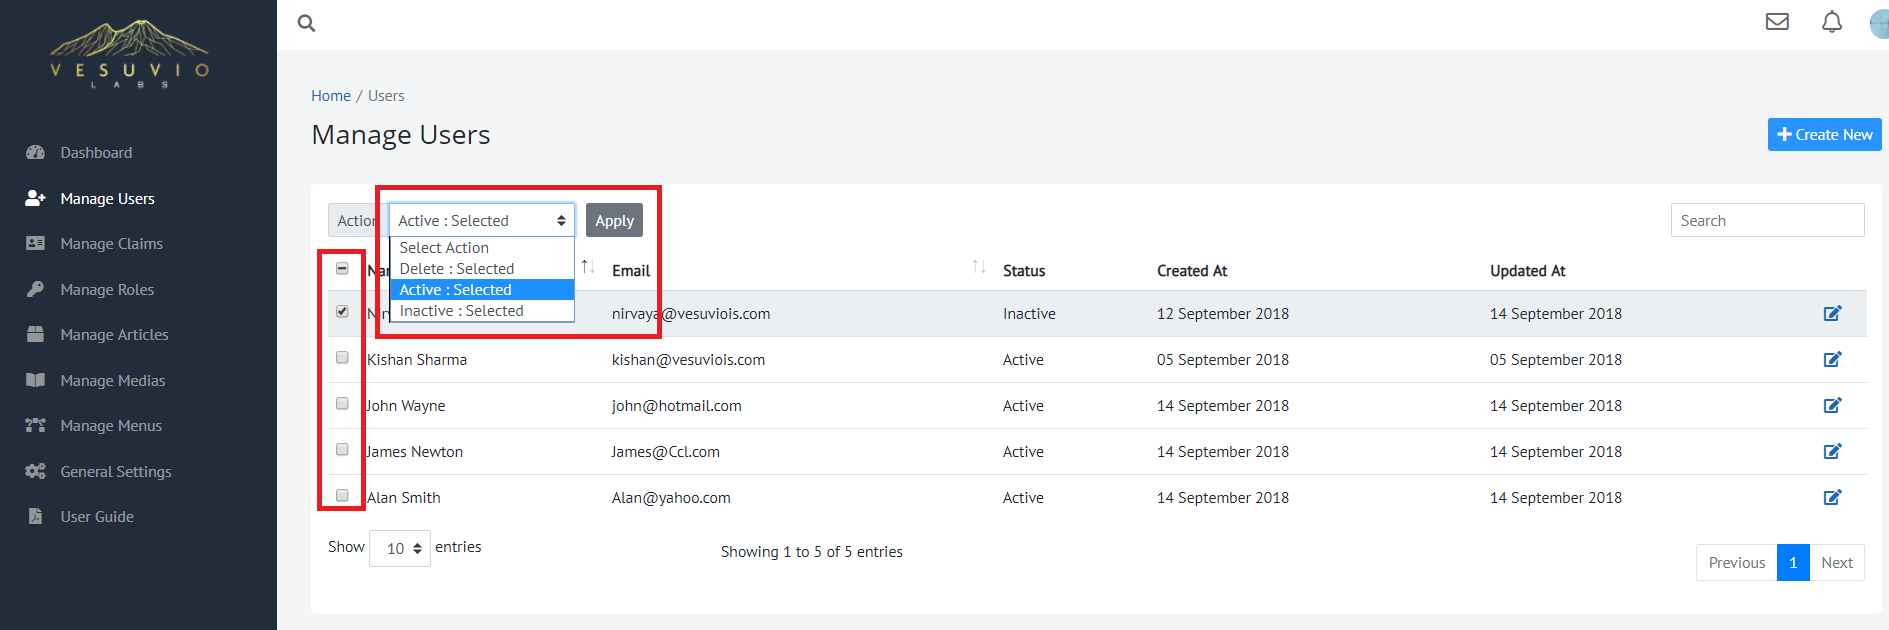 VESUVIO
LABS
Dashboard
Manage Users
Manage Claims
Manage Roles
Manage Articles
Manage Medias
Manage Menus
General Settings
User Guide
Home / Users
Manage Users
Create New
Action Active : Selected Apply Search
Select Action
Delete : Selected
Active : Selected
Inactive : Selected
Email Status Created At Updated At
nirvaya@vesuviois.com Inactive 12 September 2018 14 September 2018
Kishan Sharma kishan@vesuviois.com Active 05 September 2018 05 September 2018
John Wayne john@hotmail.com Active 14 September 2018 14 September 2018
James Newton James@Ccl.com Active 14 September 2018 14 September 2018
Alan Smith Alan@yahoo.com Active 14 September 2018 14 September 2018
Show 10 entries Showing 1 to 5 of 5 entries
Previous 1 Next